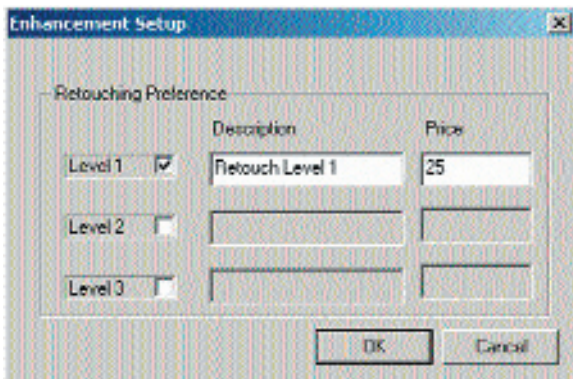 Enhancement Setup
Retouching Preference
Description Price
Level 1 Retouch Level 1 25
Level 2
Level 3
OK Cancel